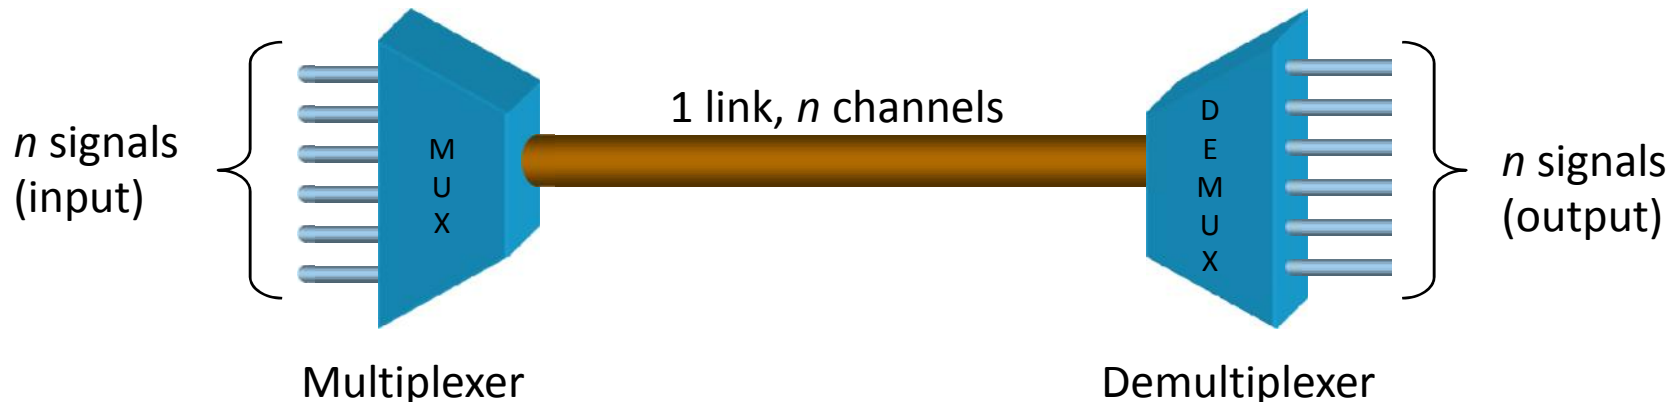 n signals
(input)
M
U
X
Multiplexer
1 link, n channels
D
E
M
U
X
Demultiplexer
n signals
(output)